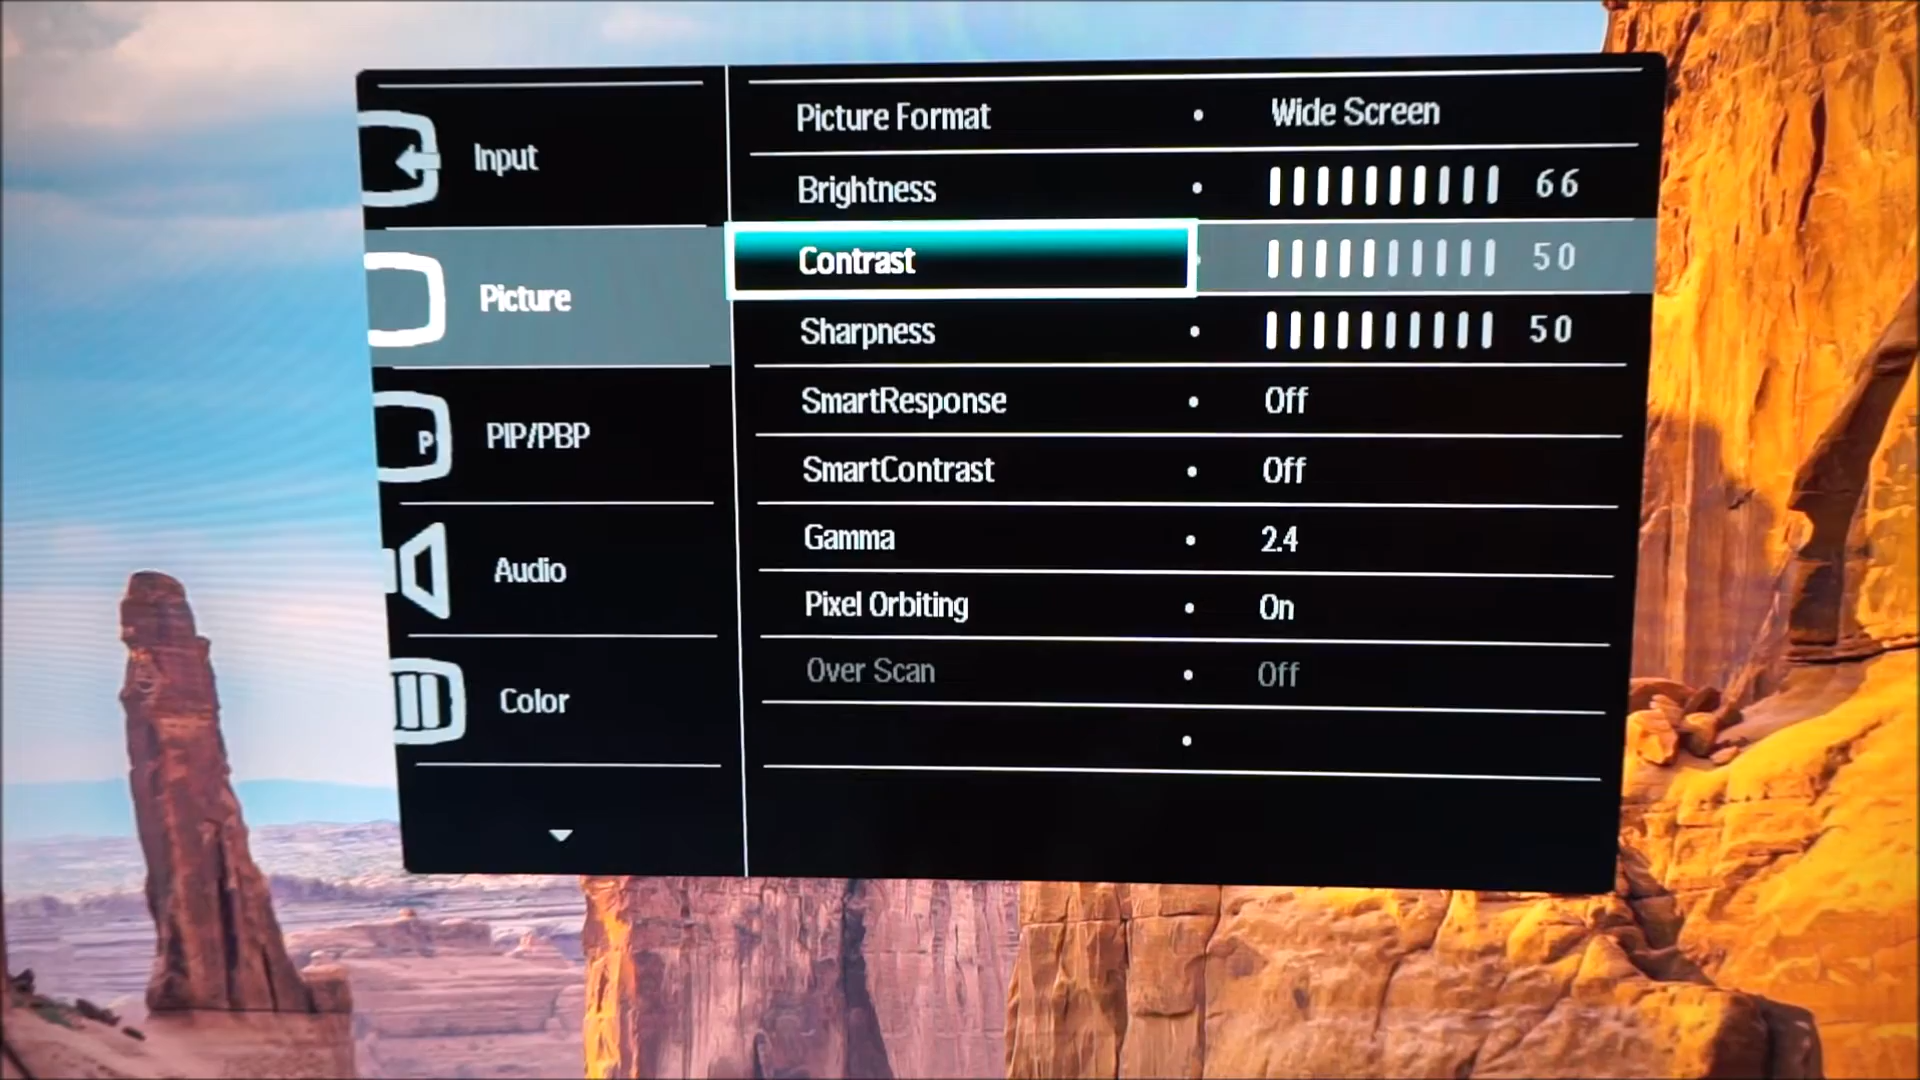 Input
Picture
P
PIP/PBP
Audio
Color
Picture Format • Wide Screen
Brightness • 66
Contrast 50
Sharpness • 50
SmartResponse • Off
SmartContrast • Off
Gamma • 2.4
Pixel Orbiting • On
Over Scan • Off